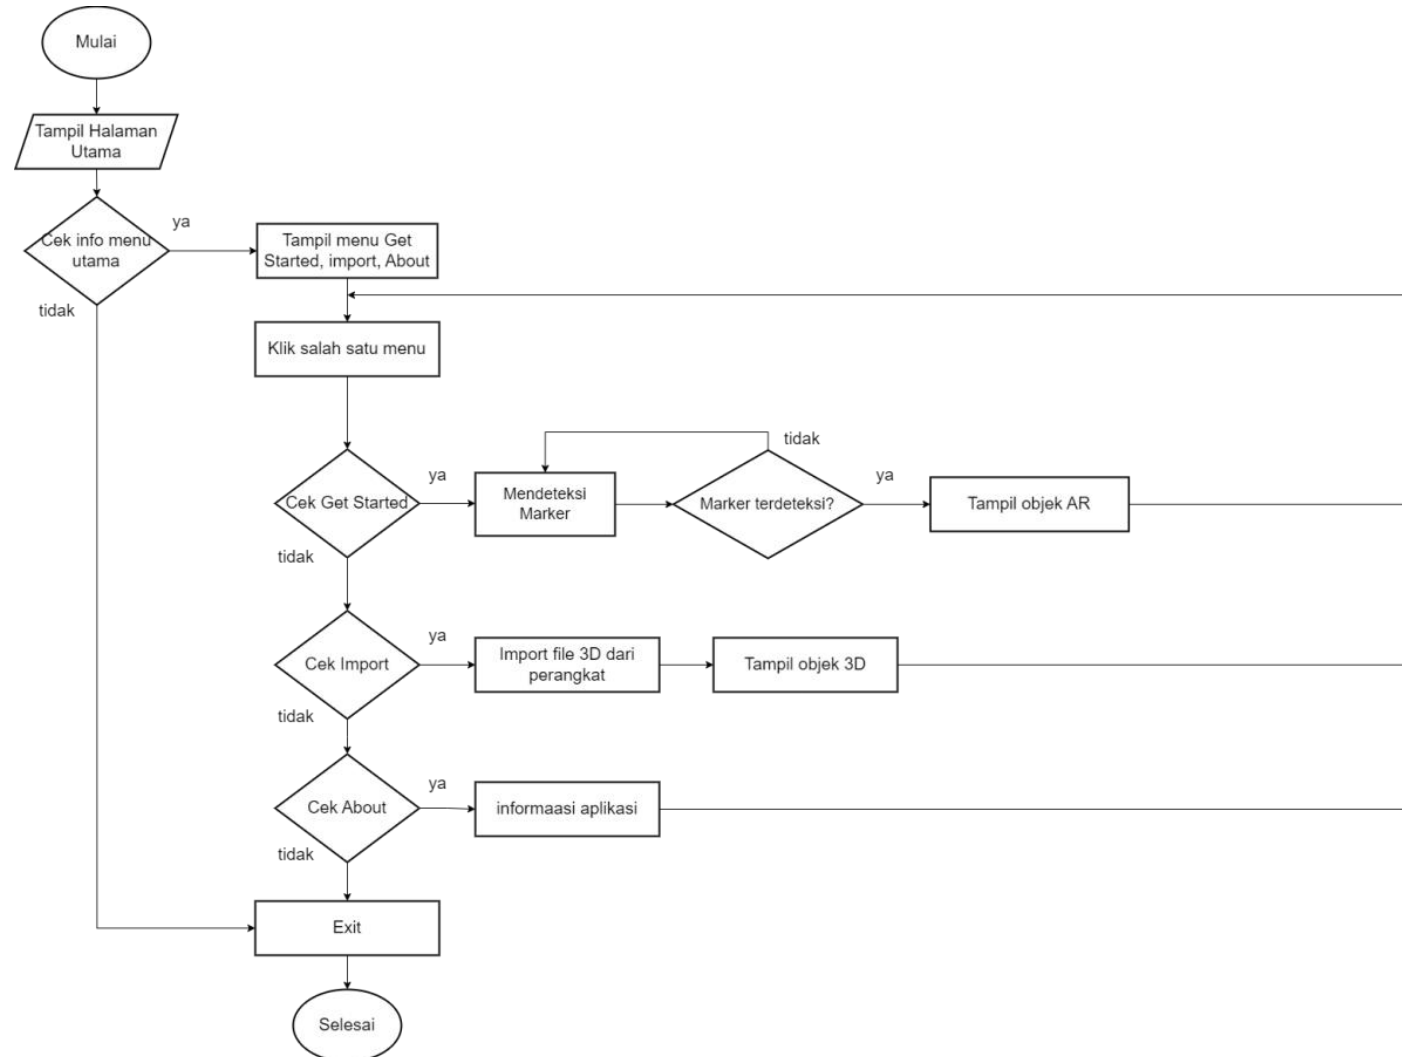 Mulai
Tampil Halaman
Utama
Cek info menu
utama
ya
tidak
Tampil menu Get
Started, import, About
Klik salah satu menu
Cek Get Started
ya
tidak
Mendeteksi
Marker
Marker terdeteksi?
tidak
ya
Tampil objek AR
Cek Import
ya
tidak
Import file 3D dari
perangkat
Tampil objek 3D
Cek About
ya
tidak
informaasi aplikasi
Exit
Selesai